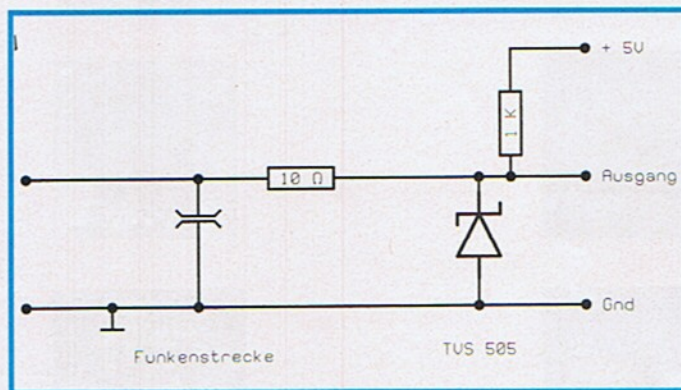 + 5V
1 K
10 Ω
Ausgang
Gnd
Funkenstrecke
TVS 505